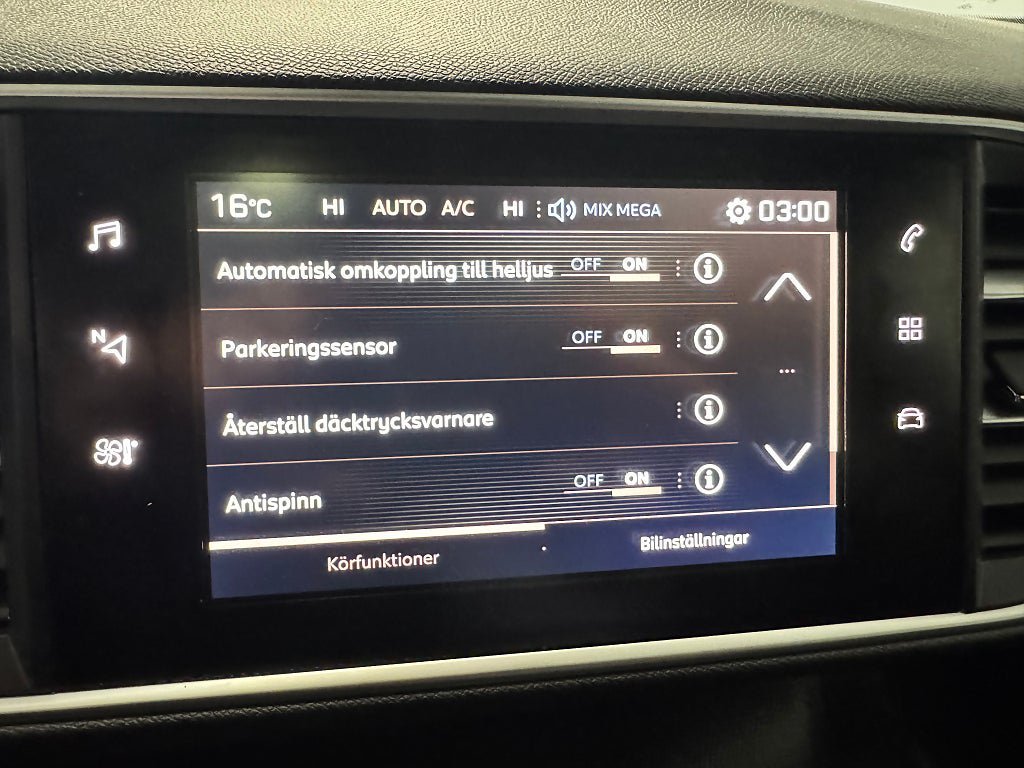 16°C HI AUTO A/C HI MIX MEGA 03:00
Automatisk omkoppling till helljus OFF ON
N
Parkeringssensor OFF ON
Återställ däcktrycksvarnare
Antispinn OFF ON
Körfunktioner Bilinställningar